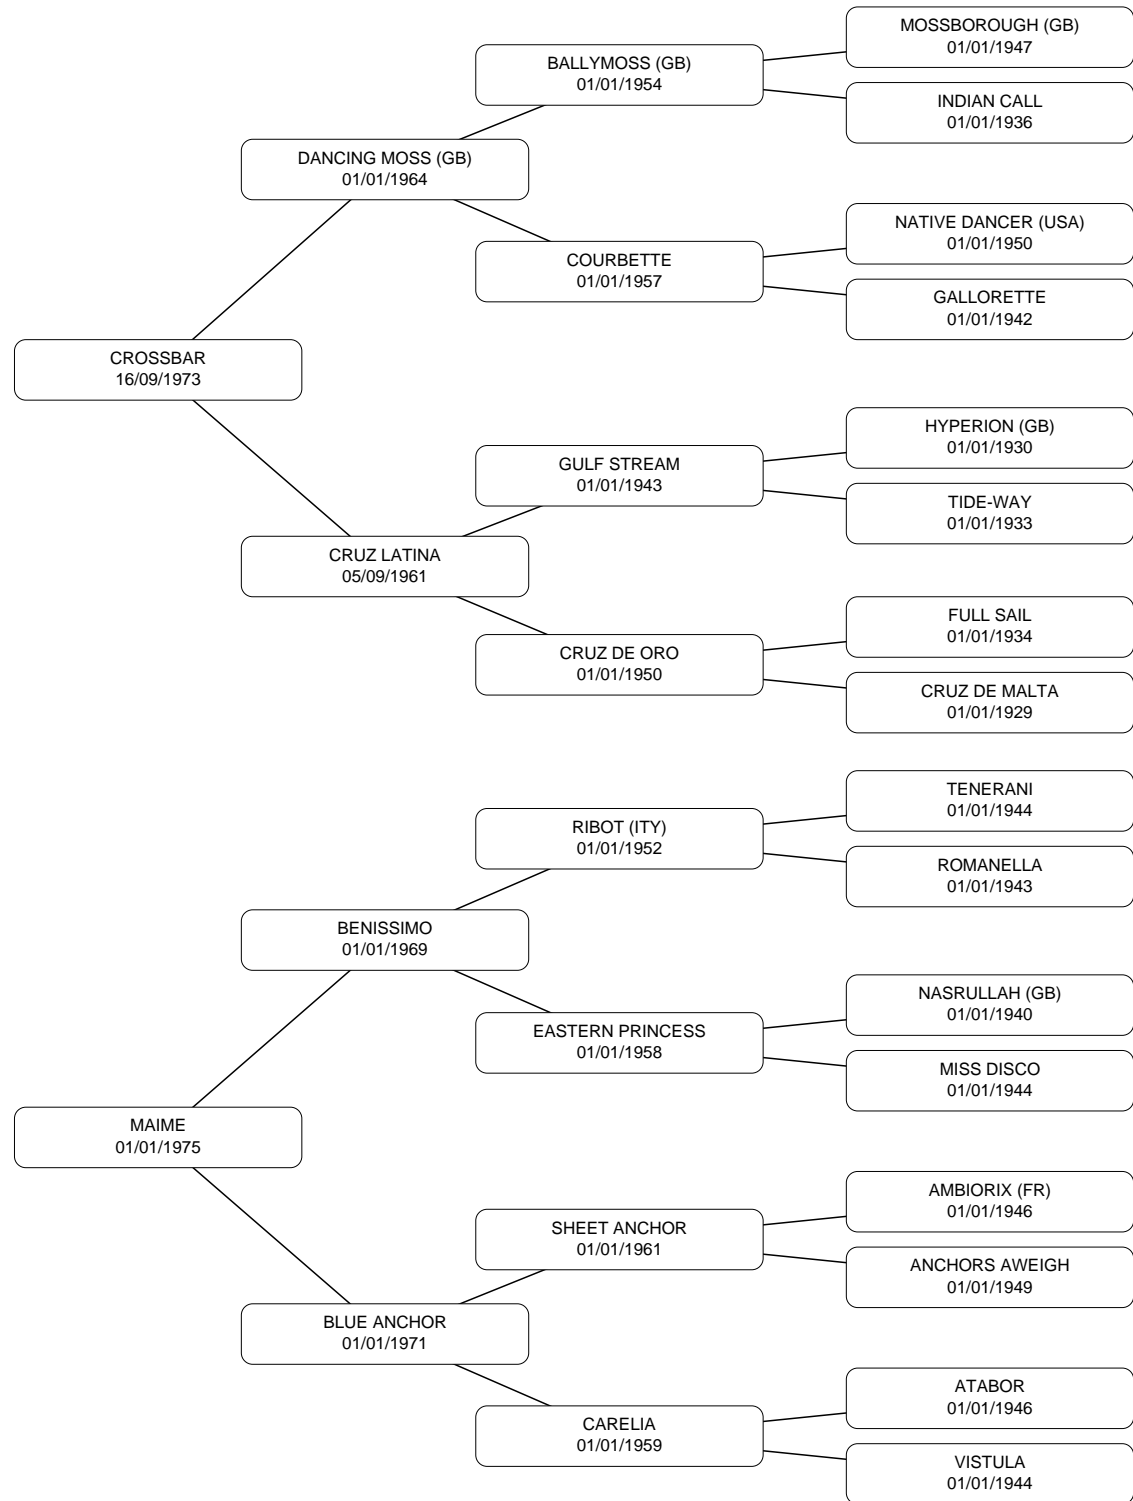 MOSSBOROUGH (GB)
01/01/1947
BALLYMOSS (GB)
01/01/1954
INDIAN CALL
01/01/1936
DANCING MOSS (GB)
01/01/1964
NATIVE DANCER (USA)
01/01/1950
COURBETTE
01/01/1957
GALLORETTE
01/01/1942
CROSSBAR
16/09/1973
HYPERION (GB)
01/01/1930
GULF STREAM
01/01/1943
TIDE-WAY
01/01/1933
CRUZ LATINA
05/09/1961
FULL SAIL
01/01/1934
CRUZ DE ORO
01/01/1950
CRUZ DE MALTA
01/01/1929
TENERANI
01/01/1944
RIBOT (ITY)
01/01/1952
ROMANELLA
01/01/1943
BENISSIMO
01/01/1969
NASRULLAH (GB)
01/01/1940
EASTERN PRINCESS
01/01/1958
MISS DISCO
01/01/1944
MAIME
01/01/1975
AMBIORIX (FR)
01/01/1946
SHEET ANCHOR
01/01/1961
ANCHORS AWEIGH
01/01/1949
BLUE ANCHOR
01/01/1971
ATABOR
01/01/1946
CARELIA
01/01/1959
VISTULA
01/01/1944